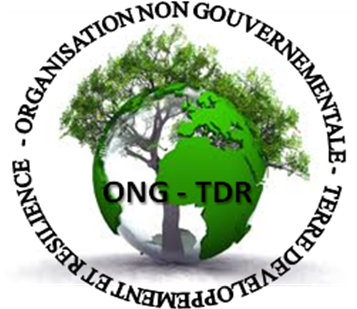 - ORGANISATION NON GOUVERNEMENTALE - TERRE DEVELOPPEMENT ET RESILIENCE
ONG - TDR